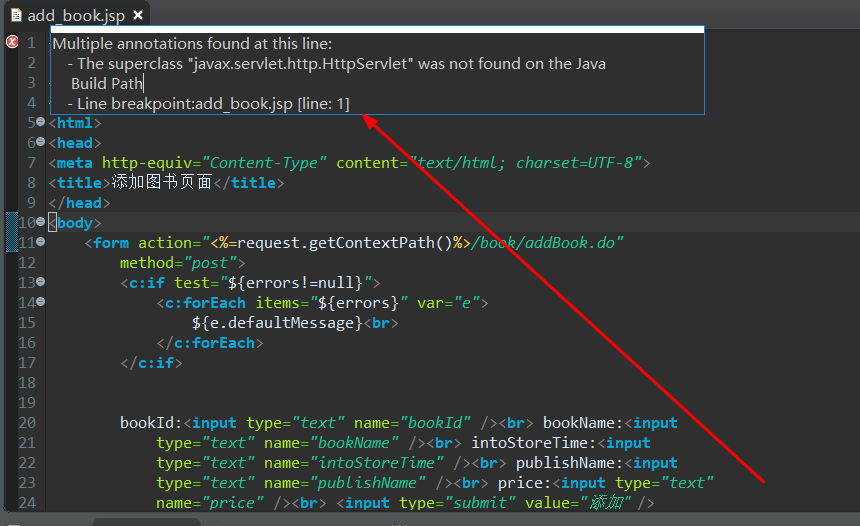 add_book.jsp
1
Multiple annotations found at this line:
2 - The superclass "javax.servlet.http.HttpServlet" was not found on the Java
3 Build Path
4 - Line breakpoint:add_book.jsp [line: 1]
5 <html>
6 <head>
7 <meta http-equiv="Content-Type" content="text/html; charset=UTF-8">
8 <title>添加图书页面</title>
9 </head>
10 <body>
11 <form action="<%=request.getContextPath()%>/book/addBook.do"
12 method="post">
13 <c:if test="${errors!=null}">
14 <c:forEach items="${errors}" var="e">
15 ${e.defaultMessage}<br>
16 </c:forEach>
17 </c:if>
18
19
20 bookId:<input type="text" name="bookId" /><br> bookName:<input
21 type="text" name="bookName" /><br> intoStoreTime:<input
22 type="text" name="intoStoreTime" /><br> publishName:<input
23 type="text" name="publishName" /><br> price:<input type="text"
24 name="price" /><br> <input type="submit" value="添加" />